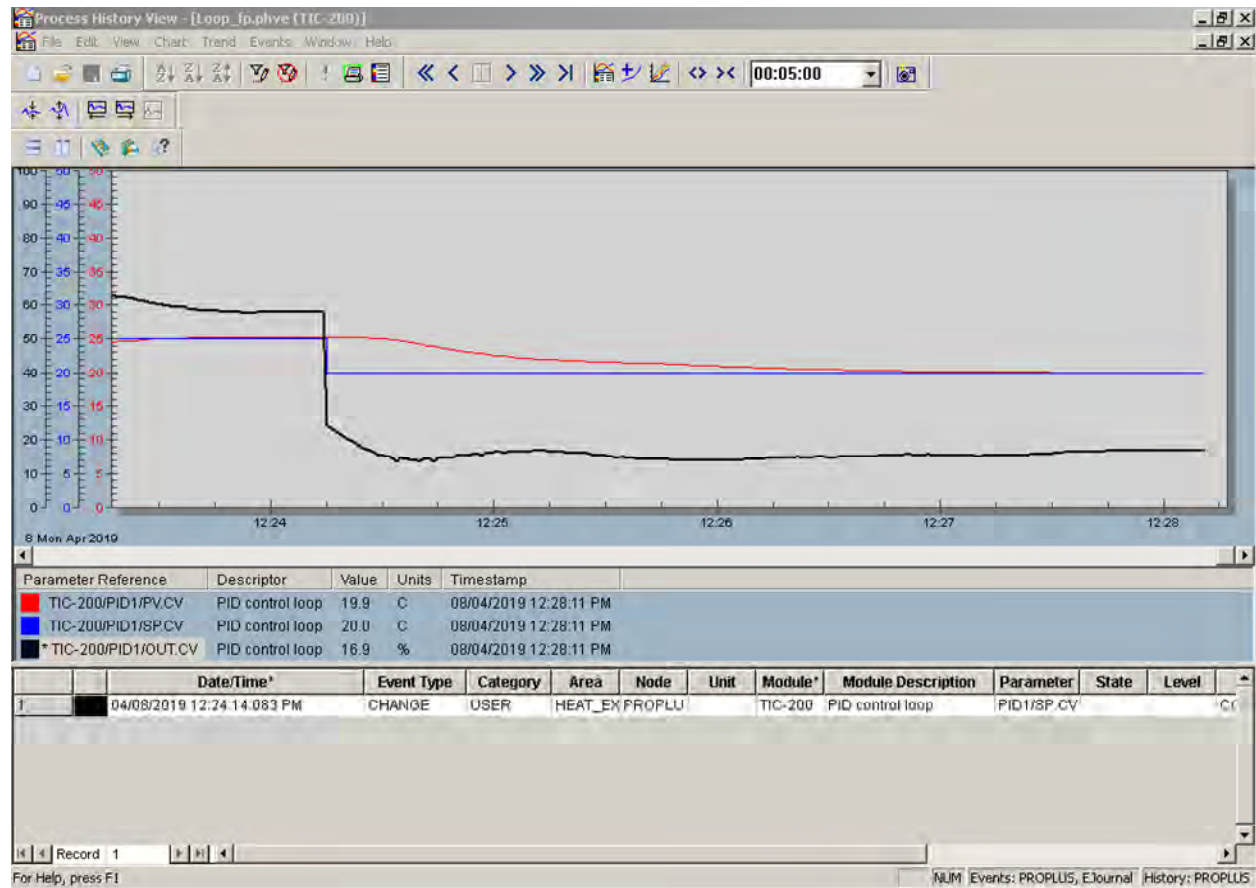 Process History View - [Loop_fp.phve (TIC-200)]
File Edit View Chart Trend Events Window Help
00:05:00
100 50 50
90 45 45
80 40 40
70 35 35
60 30 30
50 25 25
40 20 20
30 15 15
20 10 10
10 5 5
0 0 0
12:24 12:25 12:26 12:27 12:28
8 Mon Apr 2019
Parameter Reference Descriptor Value Units Timestamp
TIC-200/PID1/PV.CV PID control loop 19.9 C 08/04/2019 12:28:11 PM
TIC-200/PID1/SP.CV PID control loop 20.0 C 08/04/2019 12:28:11 PM
* TIC-200/PID1/OUT.CV PID control loop 16.9 % 08/04/2019 12:28:11 PM
Date/Time* Event Type Category Area Node Unit Module* Module Description Parameter State Level
1 04/08/2019 12:24:14.083 PM CHANGE USER HEAT_EX PROPLU TIC-200 PID control loop PID1/SP.CV
Record 1
For Help, press F1 NUM Events: PROPLUS, EJournal History: PROPLUS